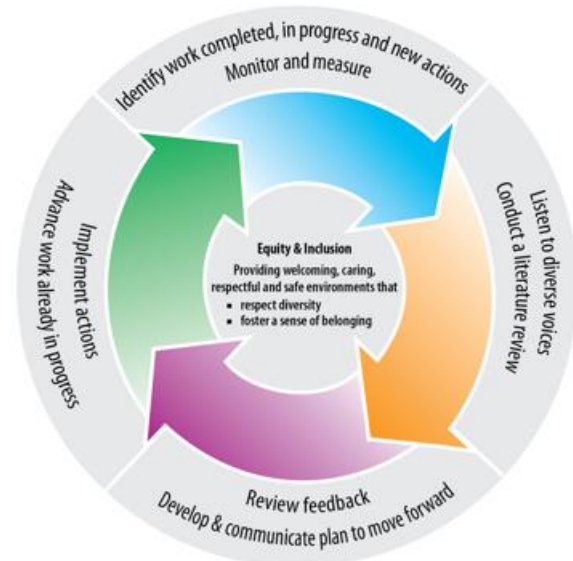 Identify work completed, in progress and new actions
Monitor and measure
Listen to diverse voices
Conduct a literature review
Review feedback
Develop & communicate plan to move forward
Implement actions
Advance work already in progress
Equity & Inclusion
Providing welcoming, caring,
respectful and safe environments that
▪ respect diversity
▪ foster a sense of belonging